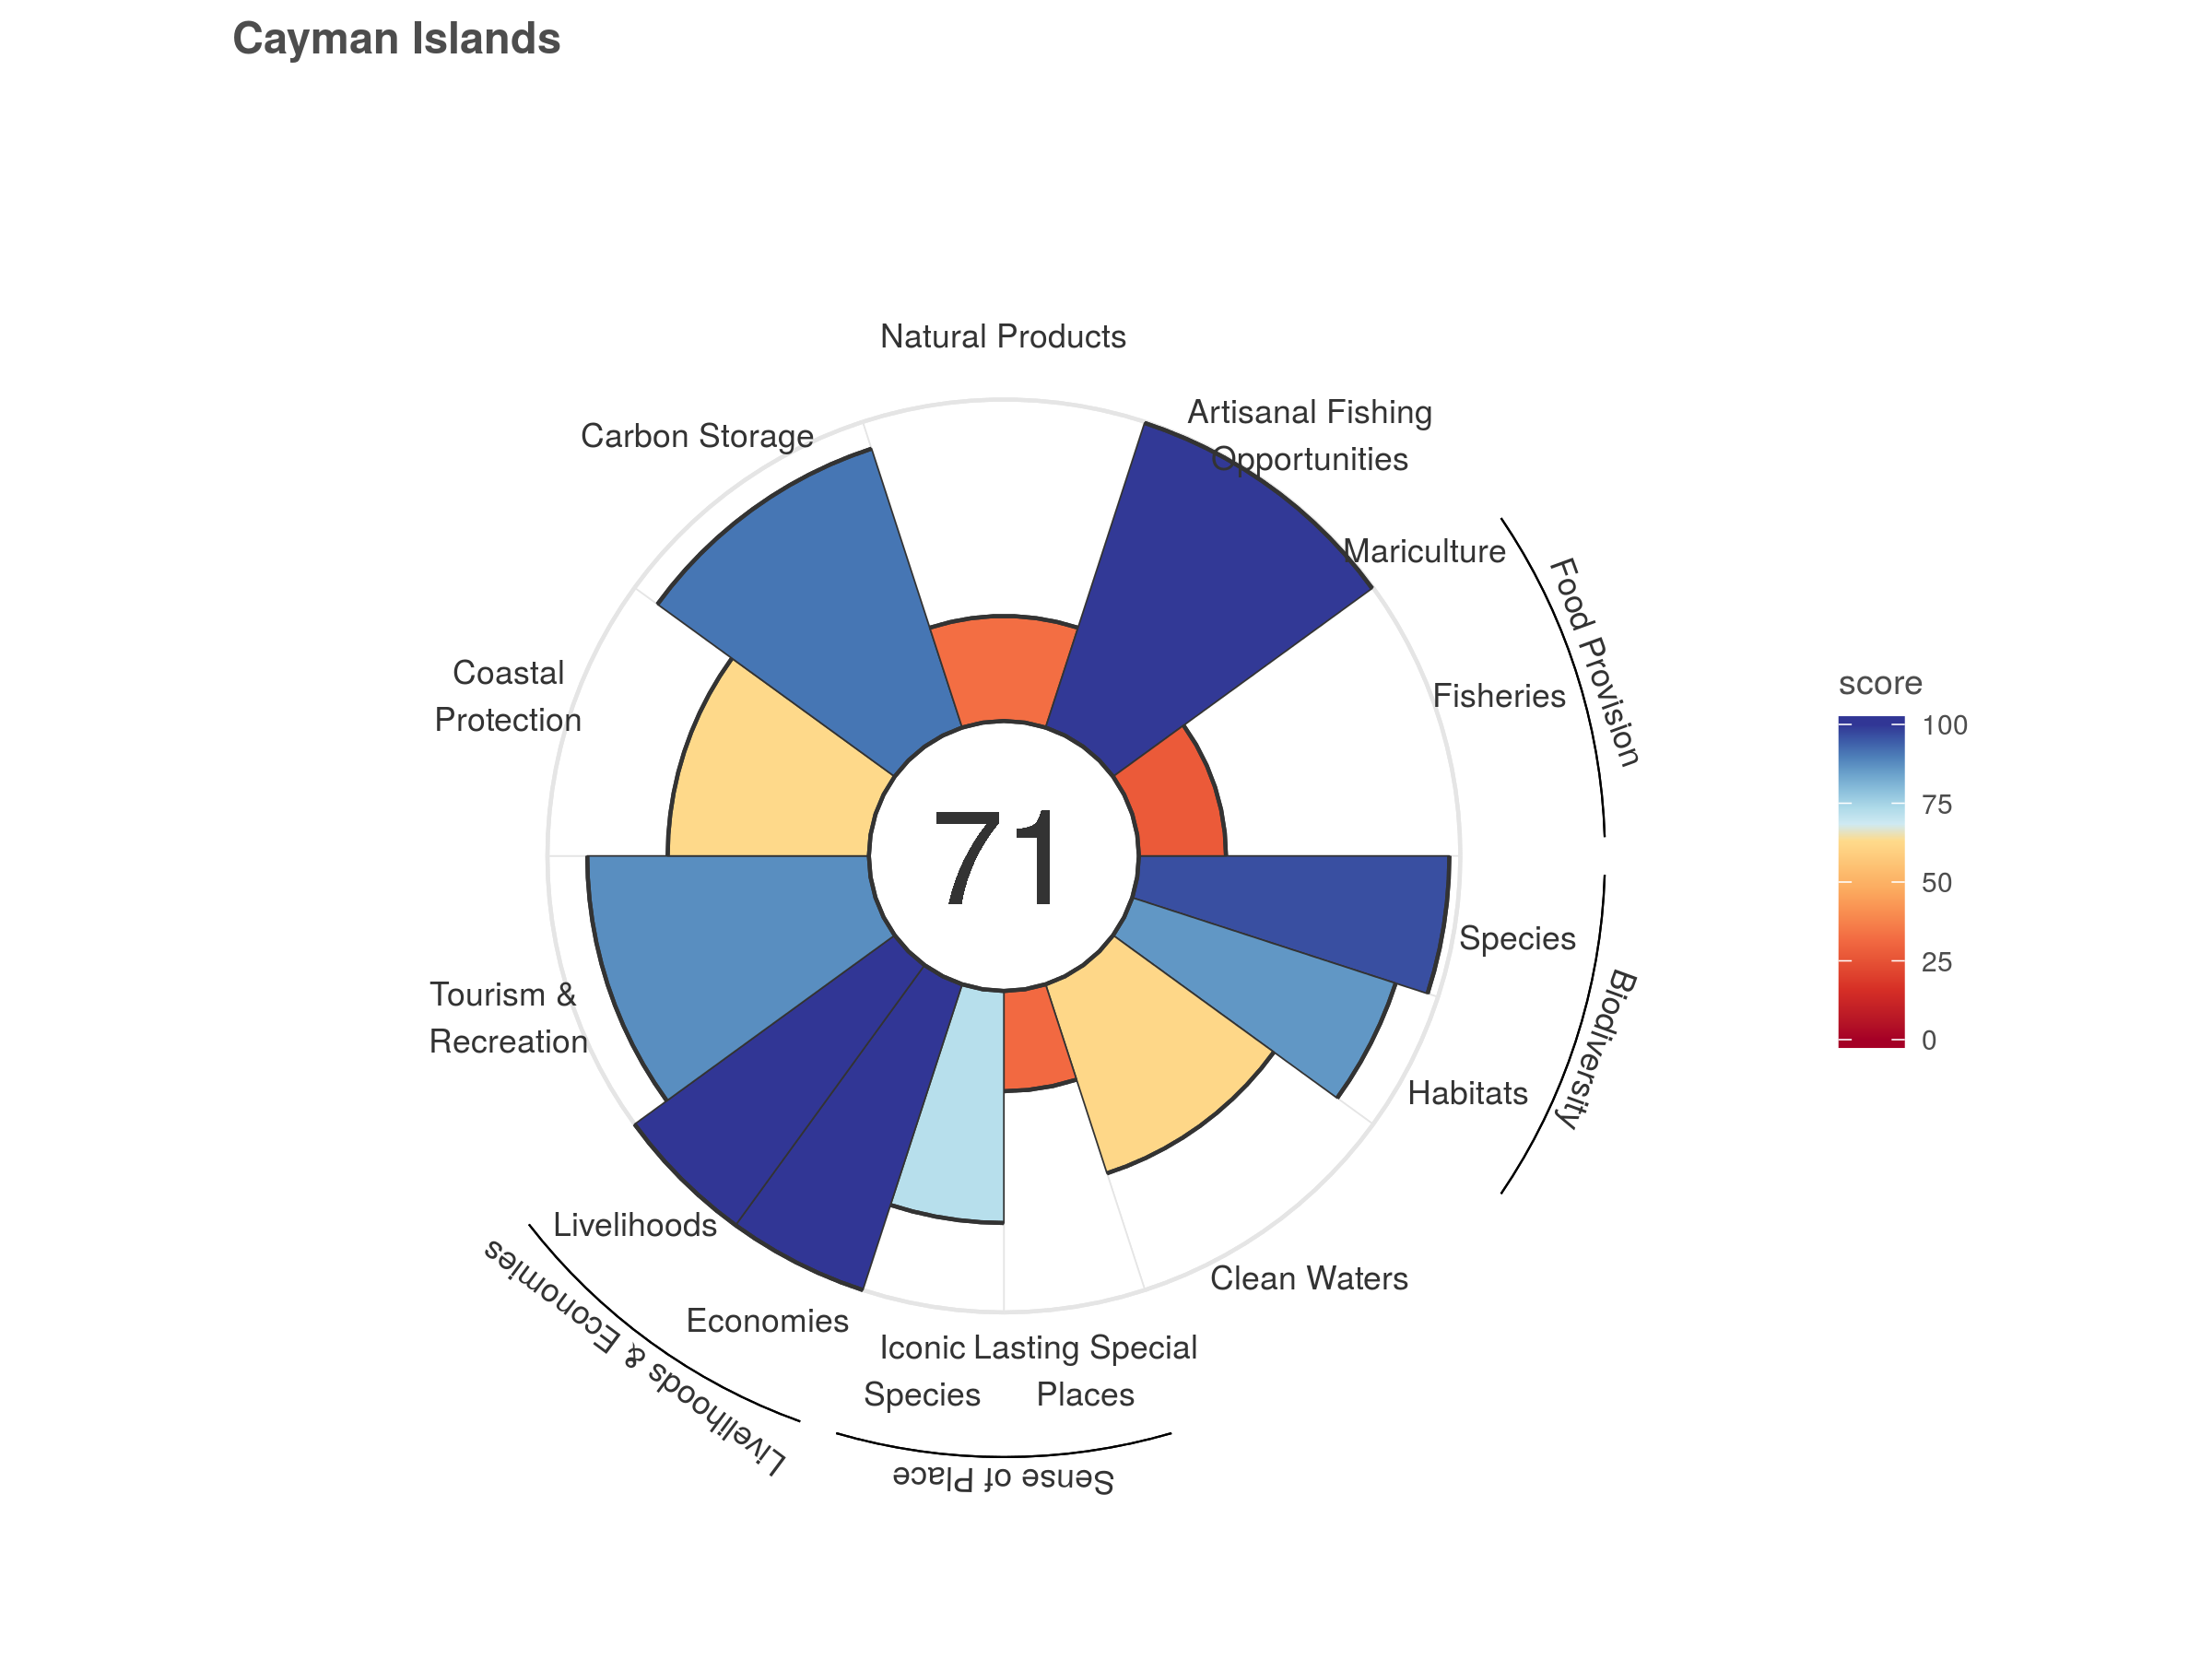 Cayman Islands
Natural Products
Artisanal Fishing
Opportunities
Carbon Storage
Mariculture
Food Provision
Fisheries
Coastal
Protection
score
100
75
50
25
0
71
Species
Biodiversity
Tourism &
Recreation
Habitats
Livelihoods
Clean Waters
Economies
Livelihoods & Economies
Iconic
Species
Lasting Special
Places
Sense of Place